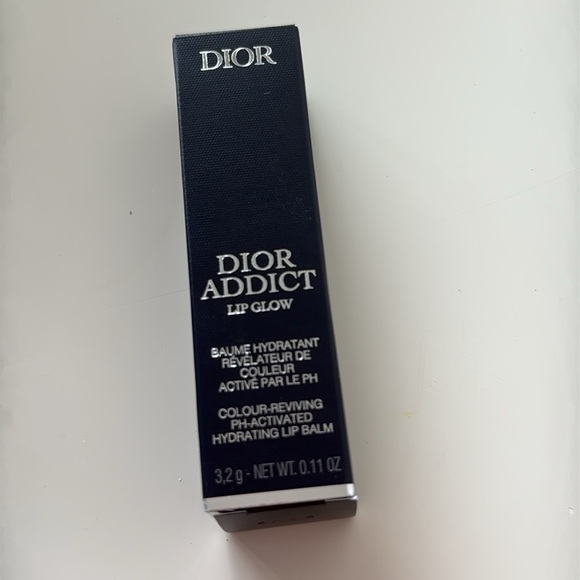 DIOR
DIOR
ADDICT
LIP GLOW
BAUME HYDRATANT
RÉVÉLATEUR DE
COULEUR
ACTIVÉ PAR LE PH
COLOUR-REVIVING
PH-ACTIVATED
HYDRATING LIP BALM
3,2 g - NET WT. 0.11 OZ